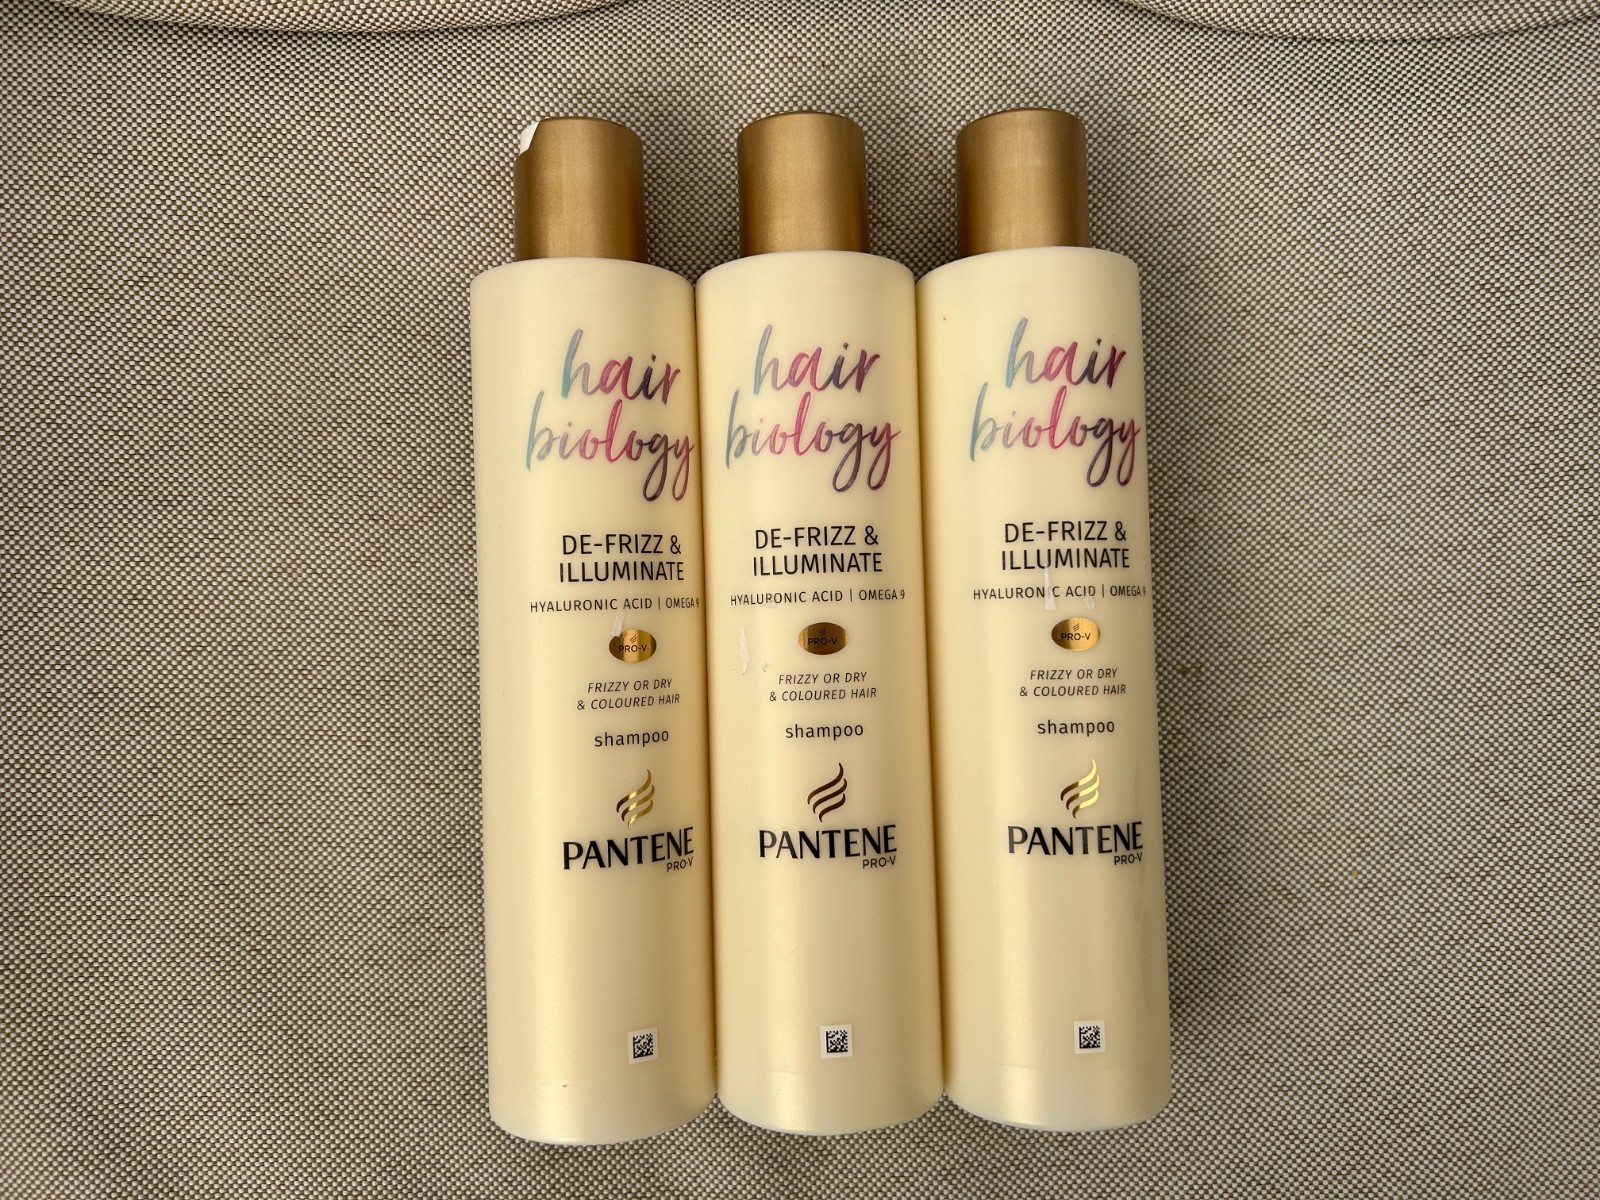 hair
biology
DE-FRIZZ &
ILLUMINATE
HYALURONIC ACID | OMEGA 9
PRO-V
FRIZZY OR DRY
& COLOURED HAIR
shampoo
PANTENE
PRO-V
hair
biology
DE-FRIZZ &
ILLUMINATE
HYALURONIC ACID | OMEGA 9
PRO-V
FRIZZY OR DRY
& COLOURED HAIR
shampoo
PANTENE
PRO-V
hair
biology
DE-FRIZZ &
ILLUMINATE
HYALURONIC ACID | OMEGA 9
PRO-V
FRIZZY OR DRY
& COLOURED HAIR
shampoo
PANTENE
PRO-V